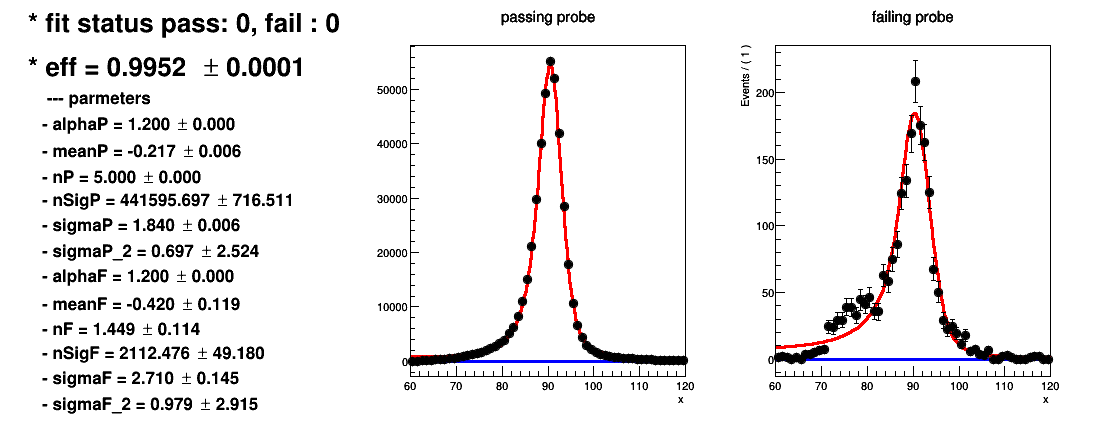 * fit status pass: 0, fail : 0
* eff = 0.9952 ± 0.0001
--- parmeters
- alphaP = 1.200 ± 0.000
- meanP = -0.217 ± 0.006
- nP = 5.000 ± 0.000
- nSigP = 441595.697 ± 716.511
- sigmaP = 1.840 ± 0.006
- sigmaP_2 = 0.697 ± 2.524
- alphaF = 1.200 ± 0.000
- meanF = -0.420 ± 0.119
- nF = 1.449 ± 0.114
- nSigF = 2112.476 ± 49.180
- sigmaF = 2.710 ± 0.145
- sigmaF_2 = 0.979 ± 2.915
passing probe
50000
40000
30000
20000
10000
0
60 70 80 90 100 110 120
x
failing probe
Events / ( 1 )
200
150
100
50
0
60 70 80 90 100 110 120
x